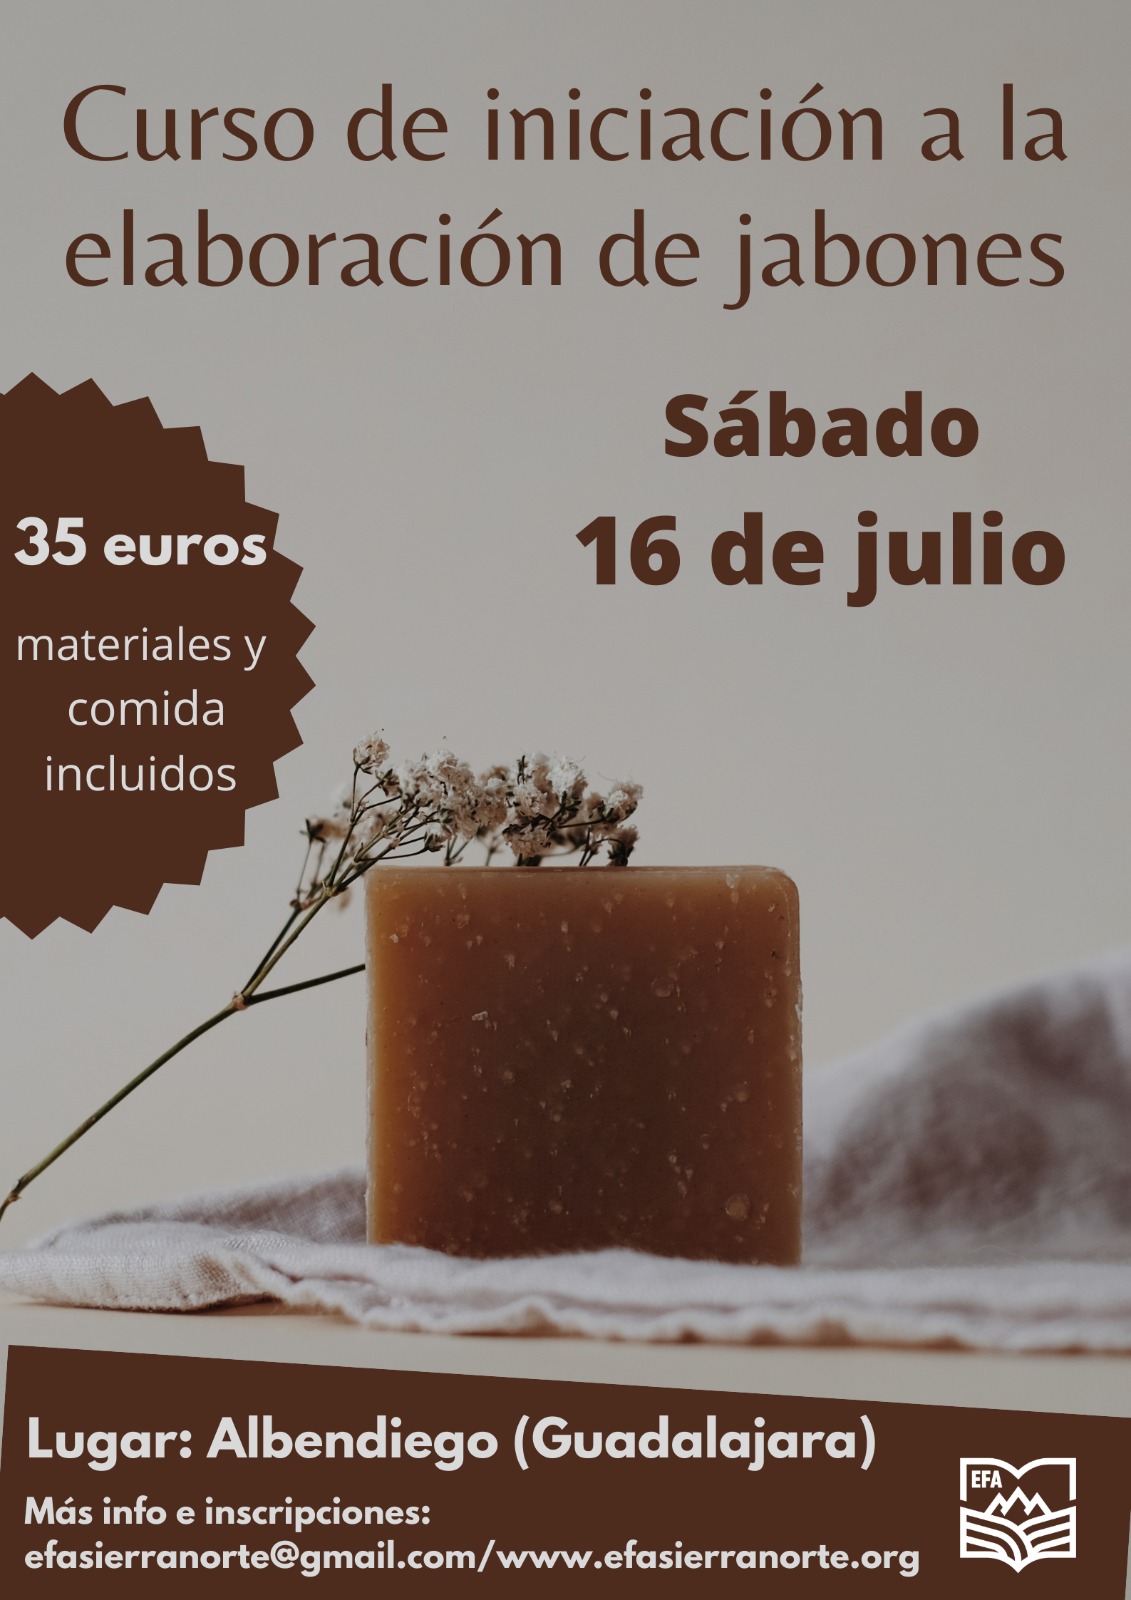 Curso de iniciación a la
elaboración de jabones
Sábado
16 de julio
35 euros
materiales y
comida
incluidos
Lugar: Albendiego (Guadalajara)
Más info e inscripciones:
efasierranorte@gmail.com/www.efasierranorte.org
EFA